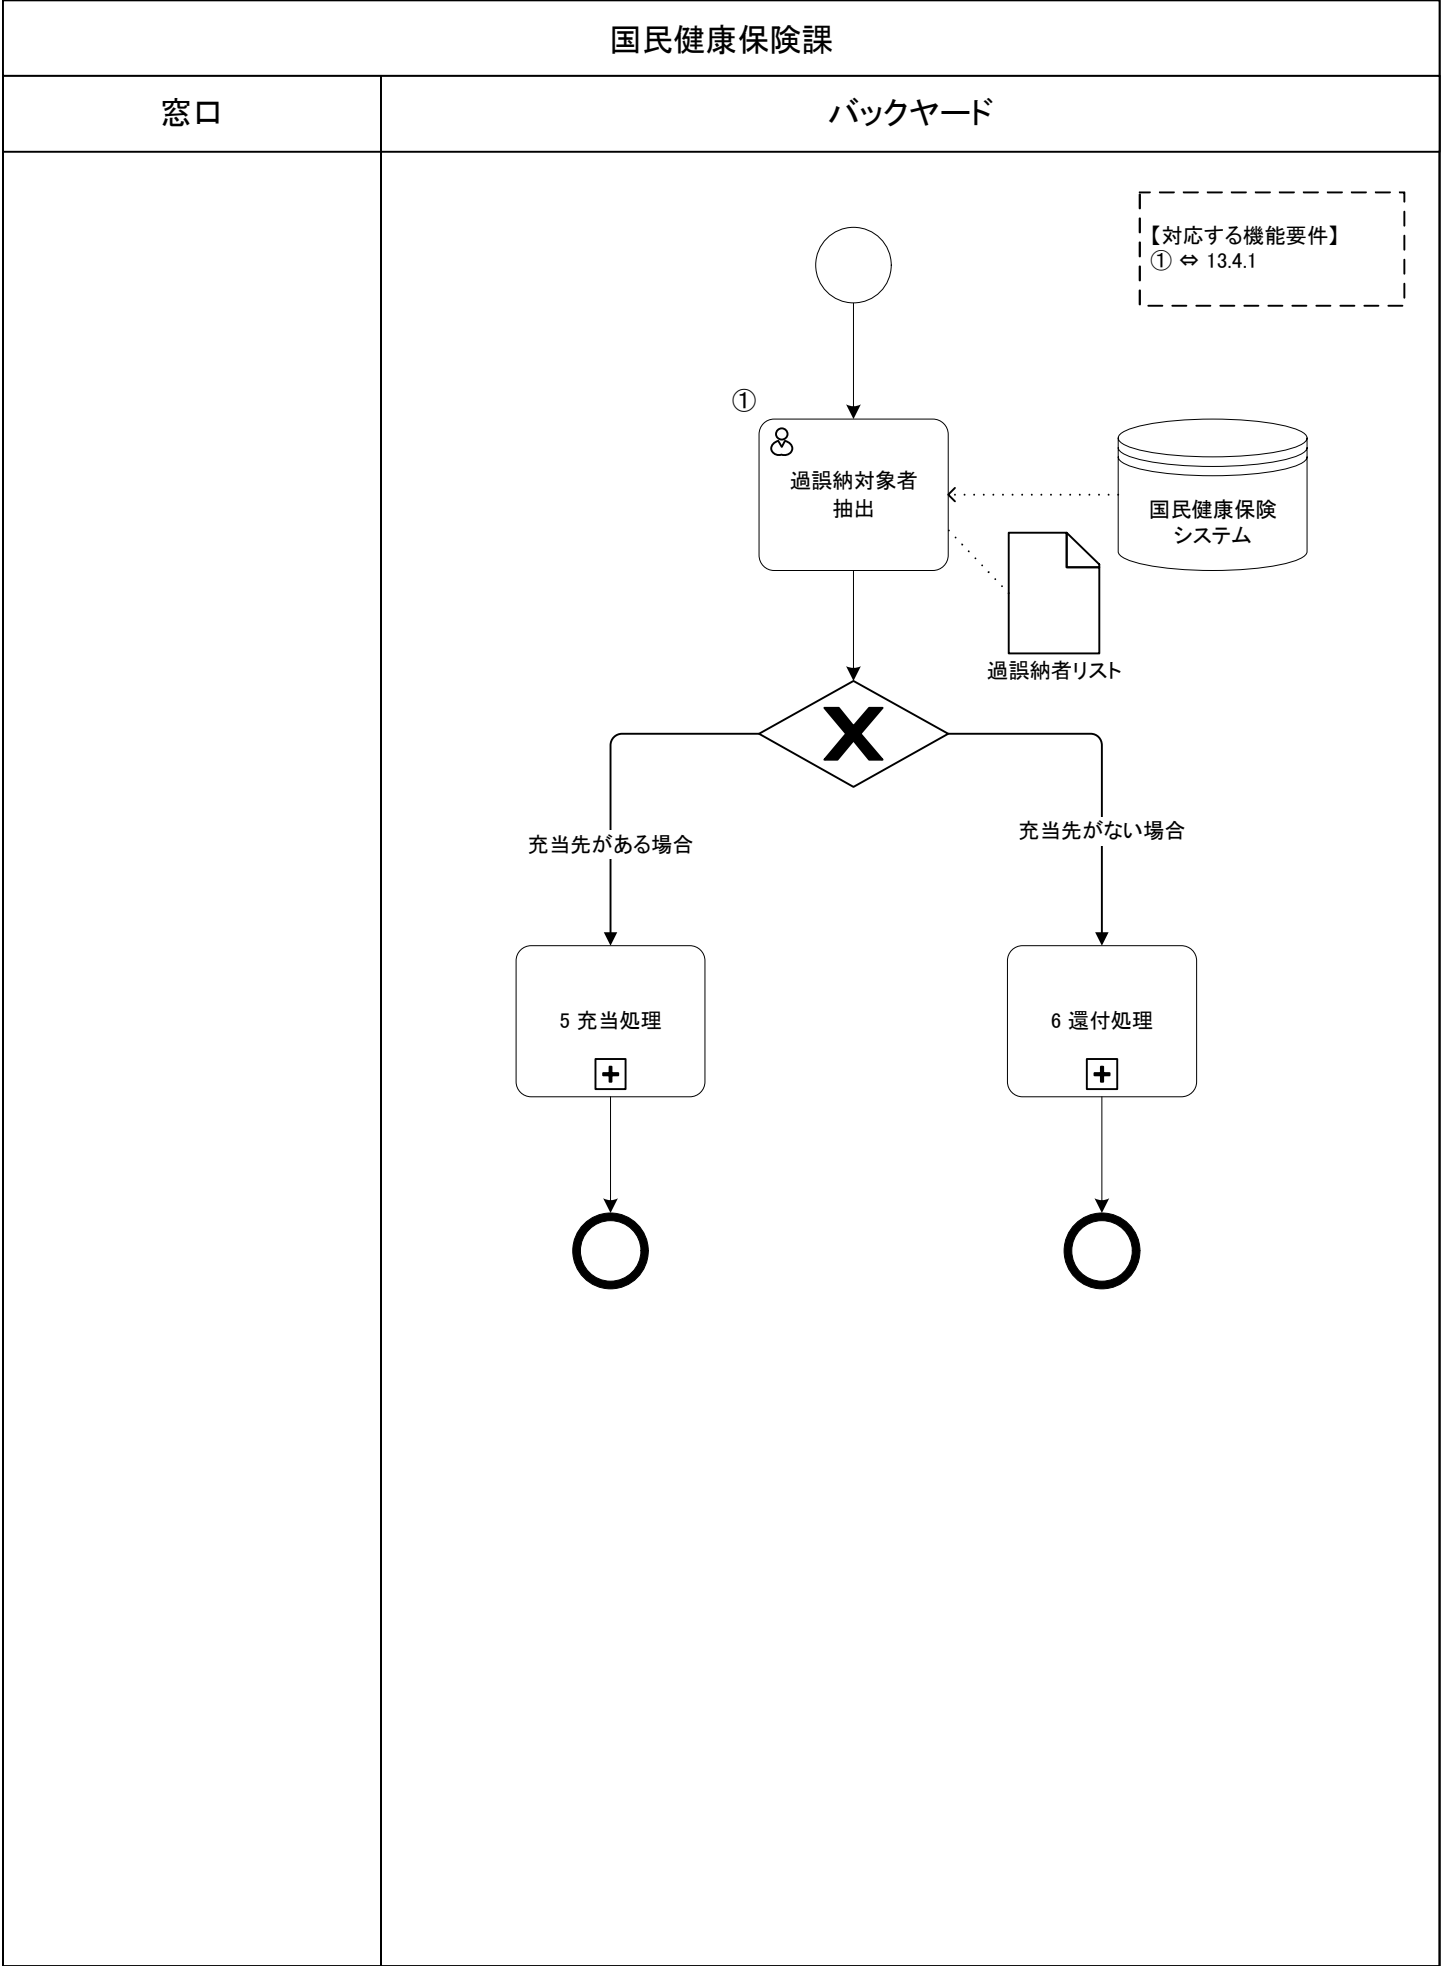 国民健康保険課
窓口
バックヤード
【対応する機能要件】
① ⇔ 13.4.1
①
過誤納対象者
抽出
国民健康保険
システム
過誤納者リスト
充当先がある場合
充当先がない場合
5 充当処理
6 還付処理